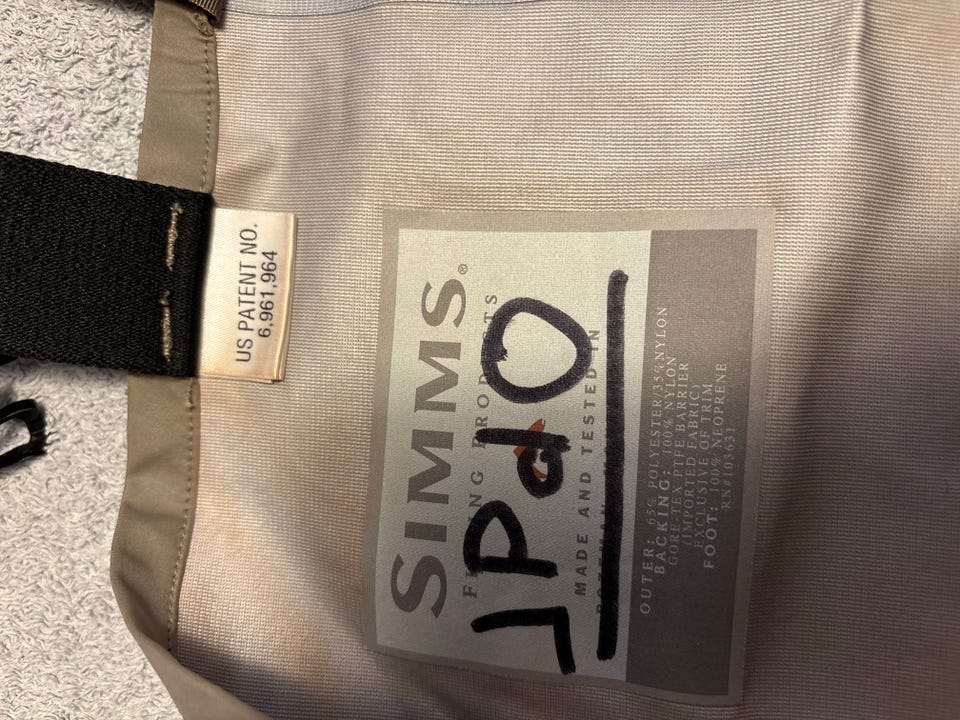 US PATENT NO.
6,961,964
SIMMS®
FISHING PRODUCTS
JPdO
MADE AND TESTED IN
OUTER: 65% POLYESTER/35% NYLON
BACKING: 100% NYLON
GORE-TEX PTFE BARRIER
(IMPORTED FABRIC)
EXCLUSIVE OF TRIM
FOOT: 100% NEOPRENE